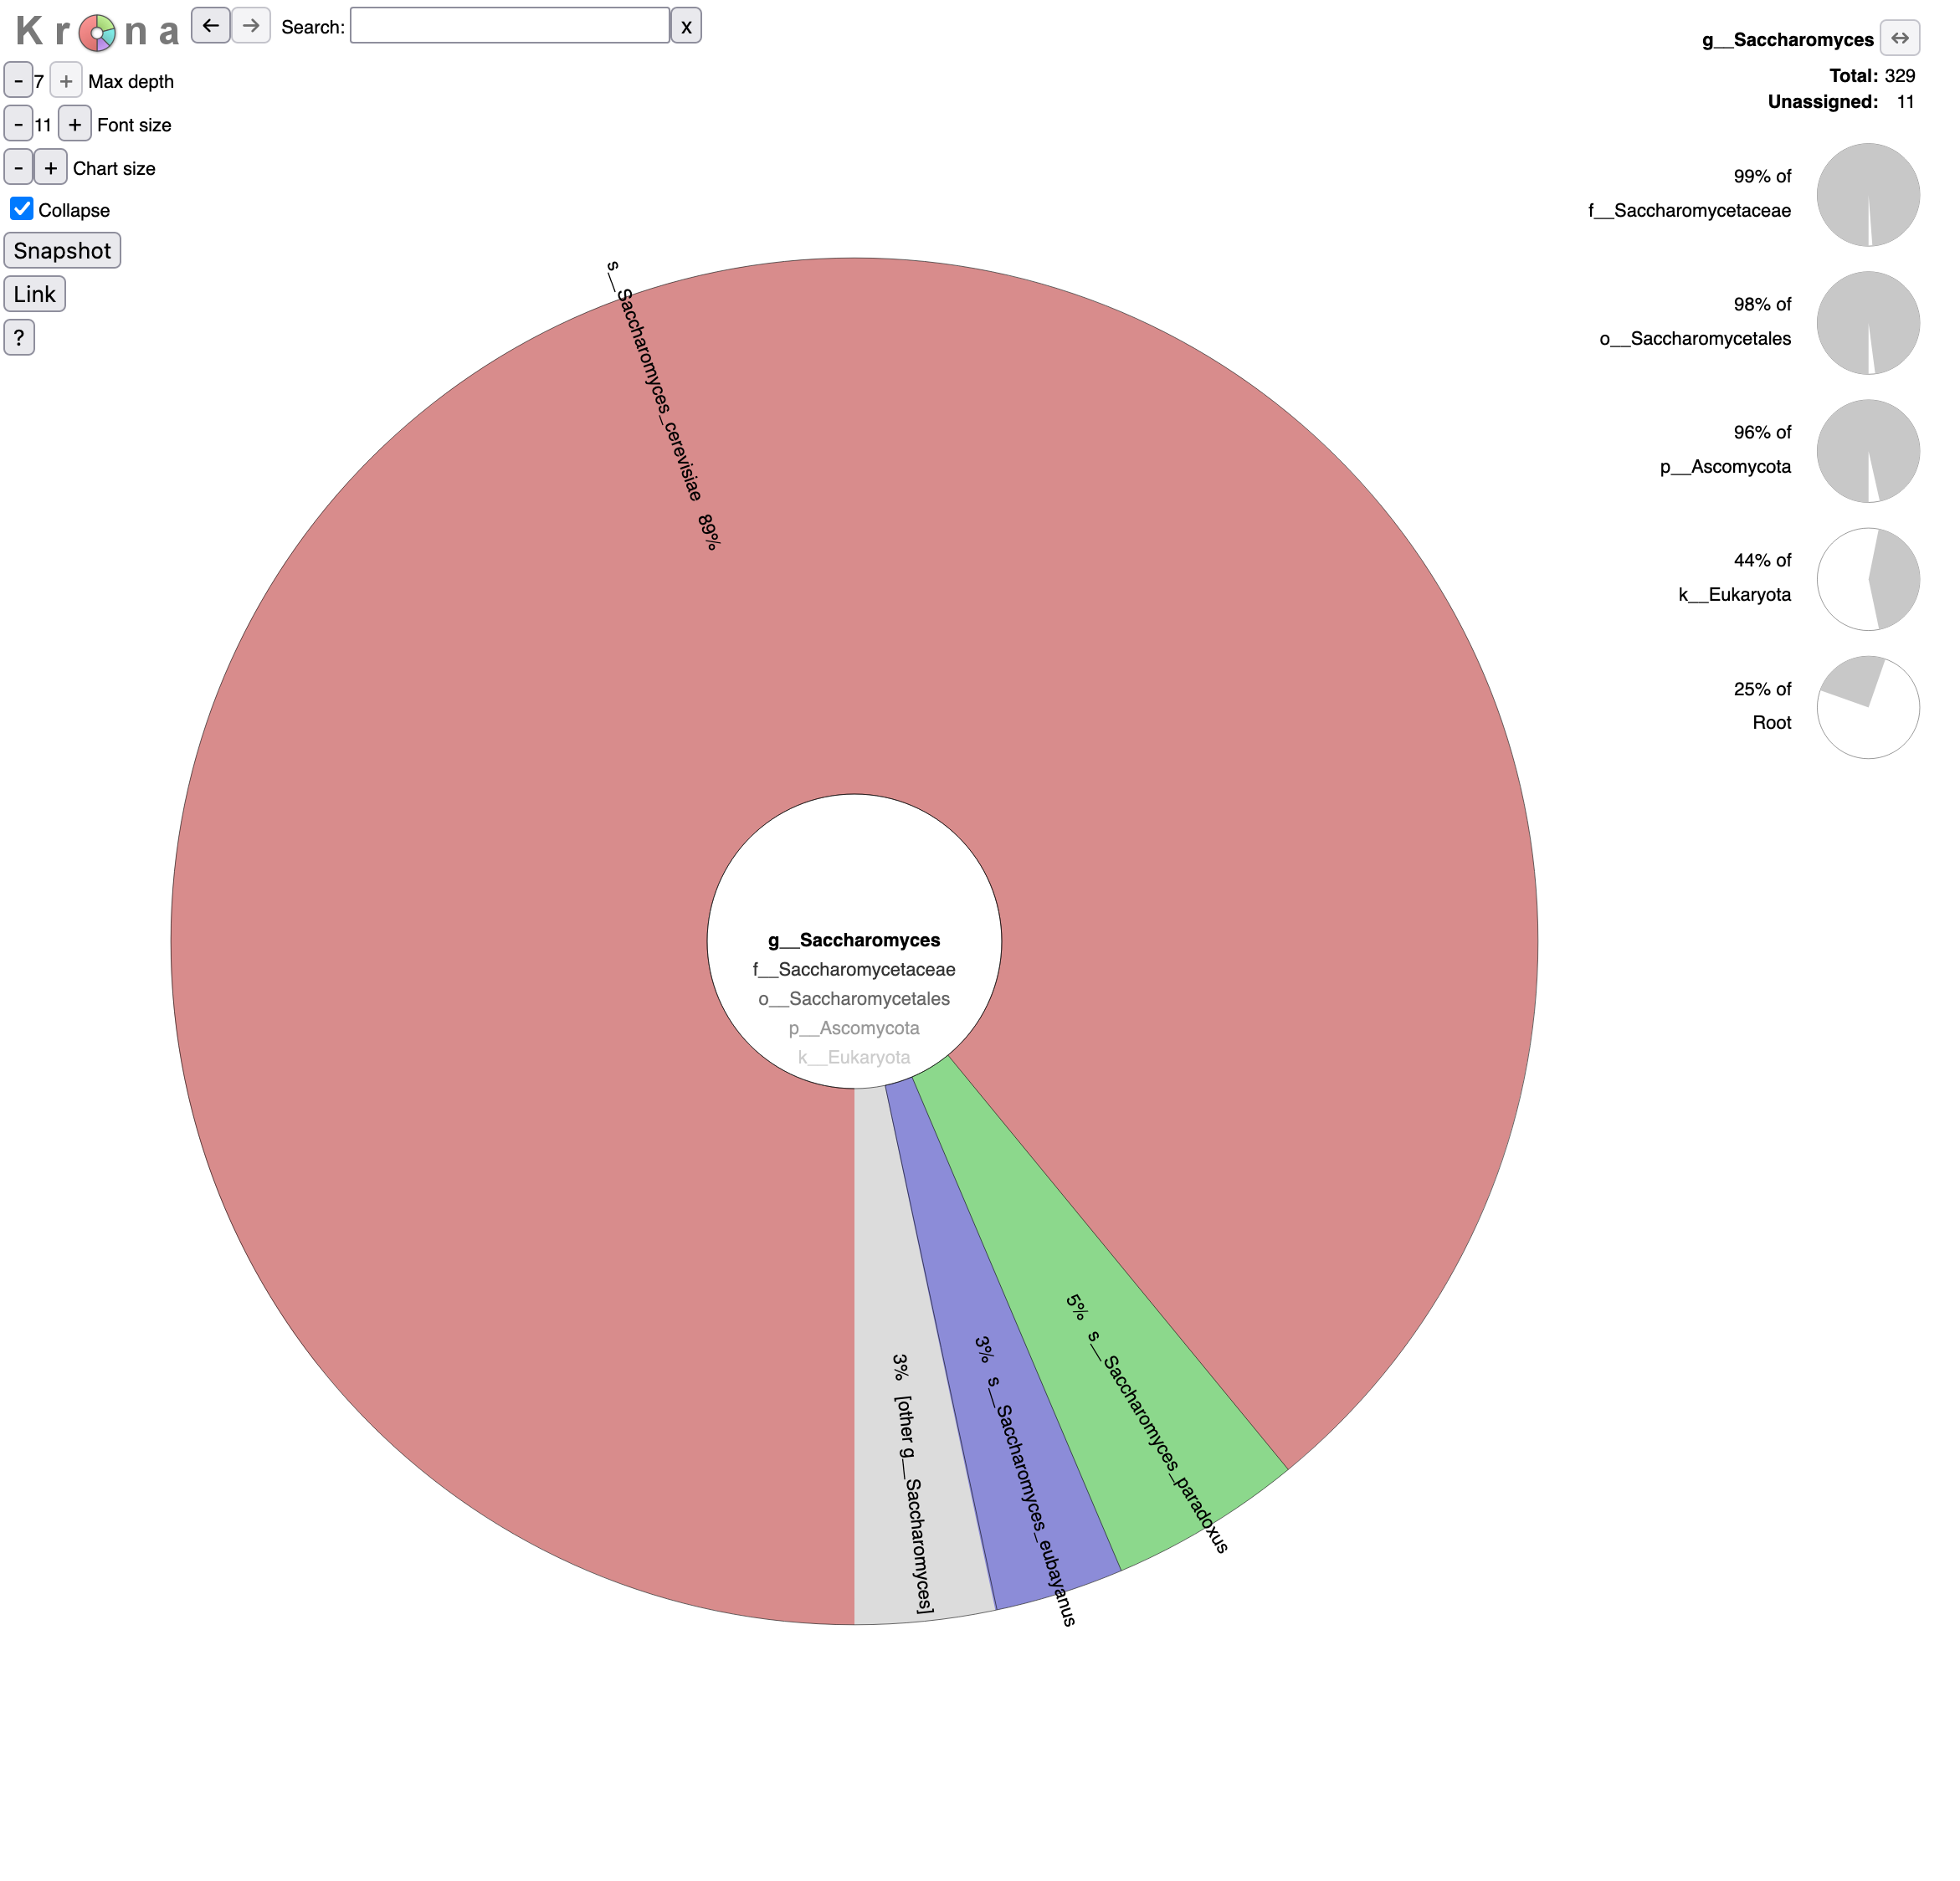 Krona
← → Search: x
- 7 + Max depth
- 11 + Font size
- + Chart size
Collapse
Snapshot
Link
?
g__Saccharomyces ↔
Total: 329
Unassigned: 11
99% of
f__Saccharomycetaceae
98% of
o__Saccharomycetales
96% of
p__Ascomycota
44% of
k__Eukaryota
25% of
Root
s__Saccharomyces_cerevisiae 89%
g__Saccharomyces
f__Saccharomycetaceae
o__Saccharomycetales
p__Ascomycota
k__Eukaryota
3% [other g__Saccharomyces]
3% s__Saccharomyces_eubayanus
5% s__Saccharomyces_paradoxus